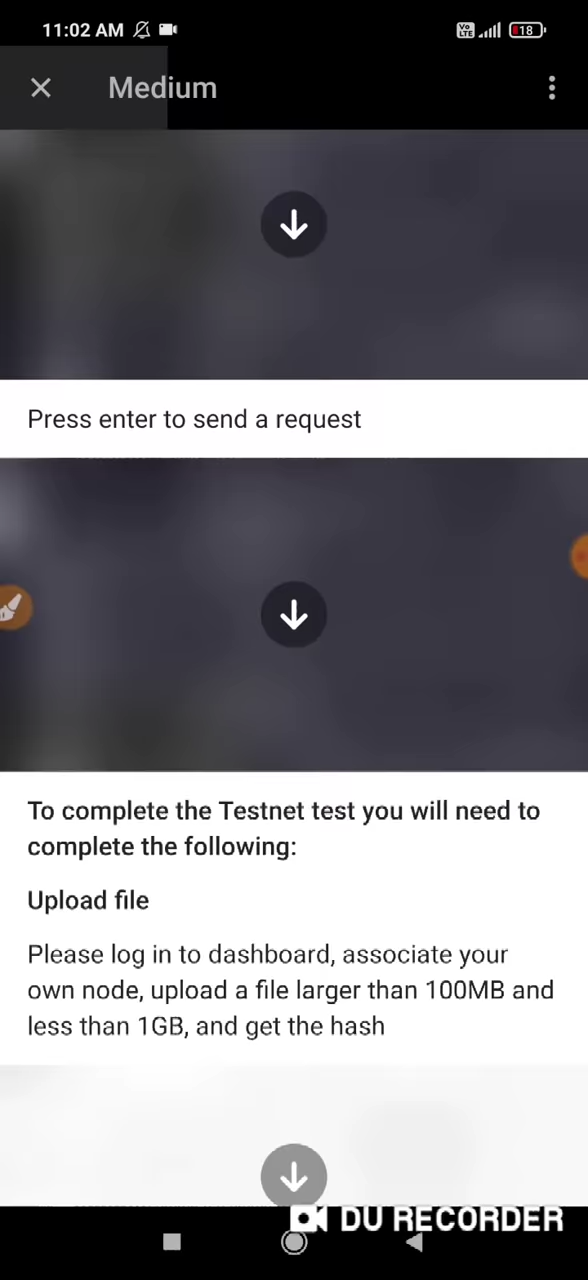 11:02 AM
Vo LTE 18
Medium
Press enter to send a request
To complete the Testnet test you will need to
complete the following:
Upload file
Please log in to dashboard, associate your
own node, upload a file larger than 100MB and
less than 1GB, and get the hash
DU RECORDER